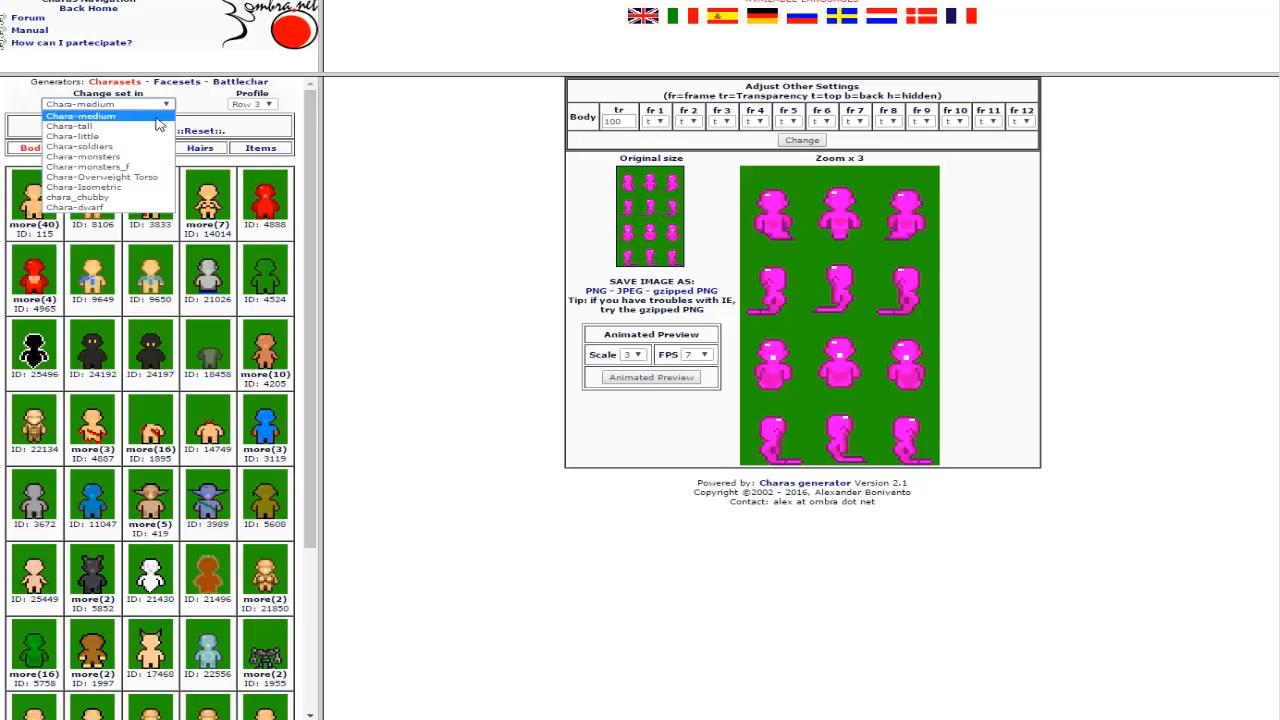 Charas Navigation
Back Home
Forum
Manual
How can I partecipate?
ombra.net
AVAILABLE LANGUAGES
Generators: Charasets - Facesets - Battlechar
Change set in
Profile
Chara-medium
Row 3
Chara-medium
Chara-tall
Chara-little
Chara-soldiers
Chara-monsters
Chara-monsters_f
Chara-Overweight Torso
Chara-Isometric
chara_chubby
Chara-dwarf
::Reset::.
Hairs
Items
more(40)
ID: 115
ID: 8106
ID: 3833
more(7)
ID: 14014
ID: 4888
more(4)
ID: 4965
ID: 9649
ID: 9650
ID: 21026
ID: 4524
ID: 25496
ID: 24192
ID: 24197
ID: 18458
more(10)
ID: 4205
ID: 22134
more(3)
ID: 4887
more(16)
ID: 1895
ID: 14749
more(3)
ID: 3119
ID: 3672
ID: 11047
more(5)
ID: 419
ID: 3989
ID: 5608
ID: 25449
more(2)
ID: 5852
ID: 21430
ID: 21496
more(2)
ID: 21850
more(16)
ID: 5758
more(2)
ID: 1997
ID: 17468
ID: 22556
more(2)
ID: 1955
Adjust Other Settings
(fr=frame tr=Transparency t=top b=back h=hidden)
Body
tr
100
fr 1 fr 2 fr 3 fr 4 fr 5 fr 6 fr 7 fr 8 fr 9 fr 10 fr 11 fr 12
t t t t t t t t t t t t
Change
Original size
Zoom x 3
SAVE IMAGE AS:
PNG - JPEG - gzipped PNG
Tip: if you have troubles with IE,
try the gzipped PNG
Animated Preview
Scale 3 FPS 7
Animated Preview
Powered by: Charas generator Version 2.1
Copyright ©2002 - 2016, Alexander Bonivento
Contact: alex at ombra dot net